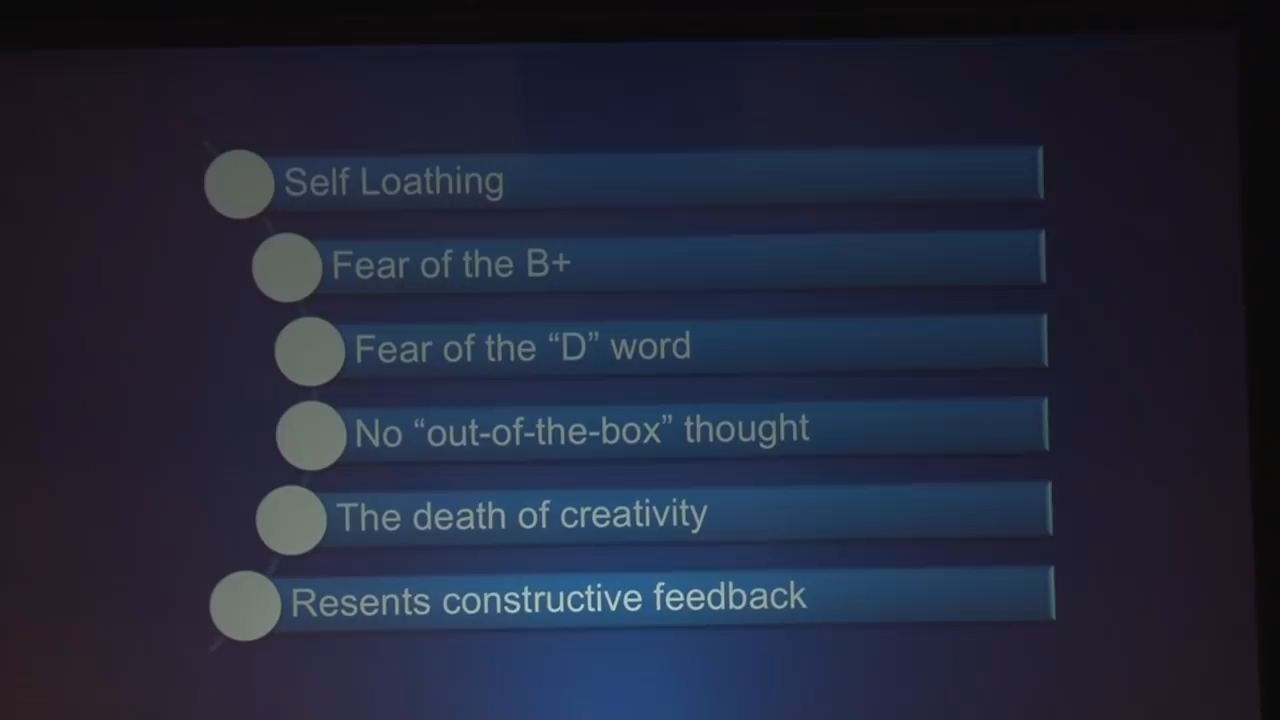 Self Loathing
Fear of the B+
Fear of the “D” word
No “out-of-the-box” thought
The death of creativity
Resents constructive feedback